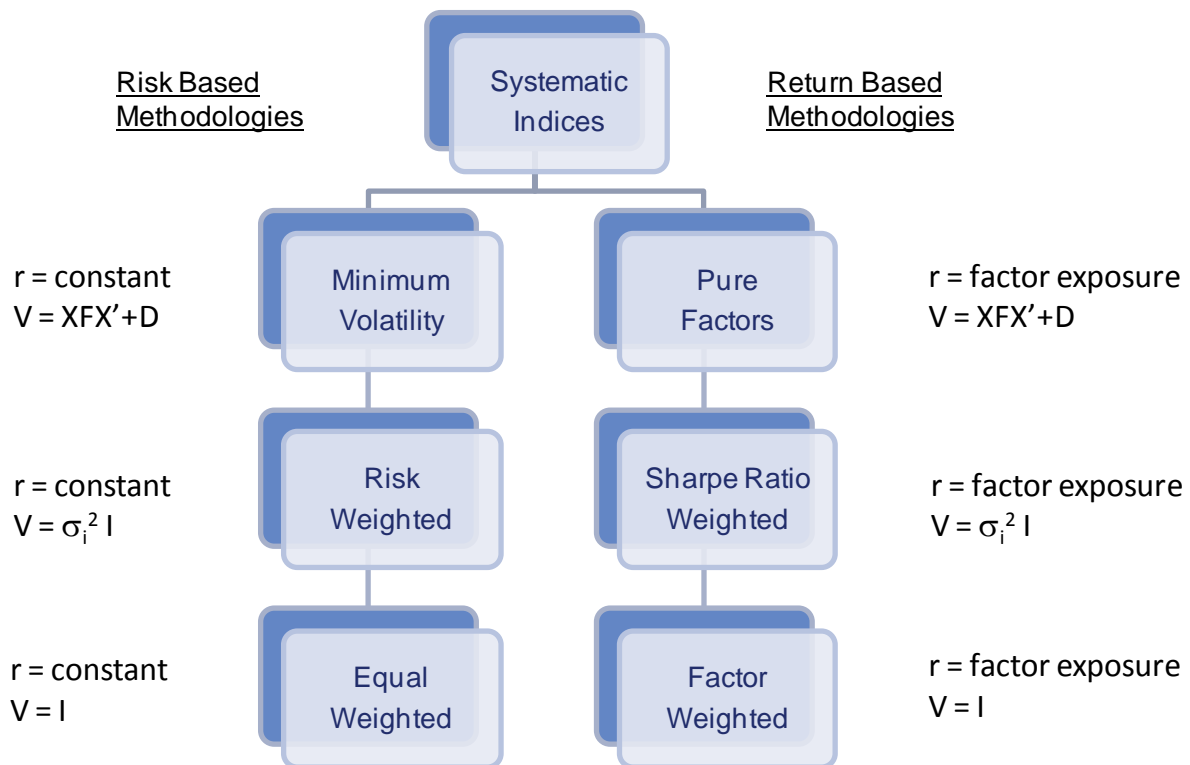 Systematic
Indices
Risk Based
Methodologies
Return Based
Methodologies
r = constant
V = XFX’+D
Minimum
Volatility
Pure
Factors
r = factor exposure
V = XFX’+D
r = constant
V = σᵢ² I
Risk
Weighted
Sharpe Ratio
Weighted
r = factor exposure
V = σᵢ² I
r = constant
V = I
Equal
Weighted
Factor
Weighted
r = factor exposure
V = I